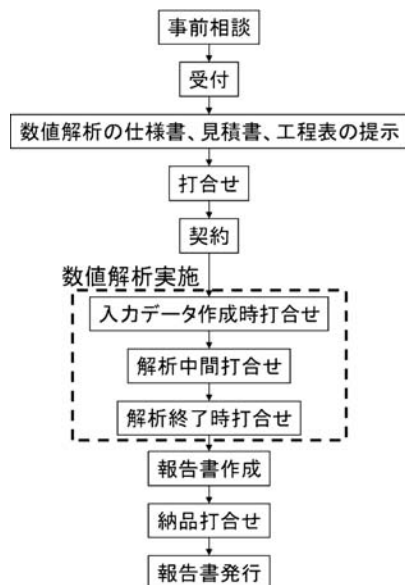 事前相談
受付
数値解析の仕様書、見積書、工程表の提示
打合せ
契約
数値解析実施
入力データ作成時打合せ
解析中間打合せ
解析終了時打合せ
報告書作成
納品打合せ
報告書発行